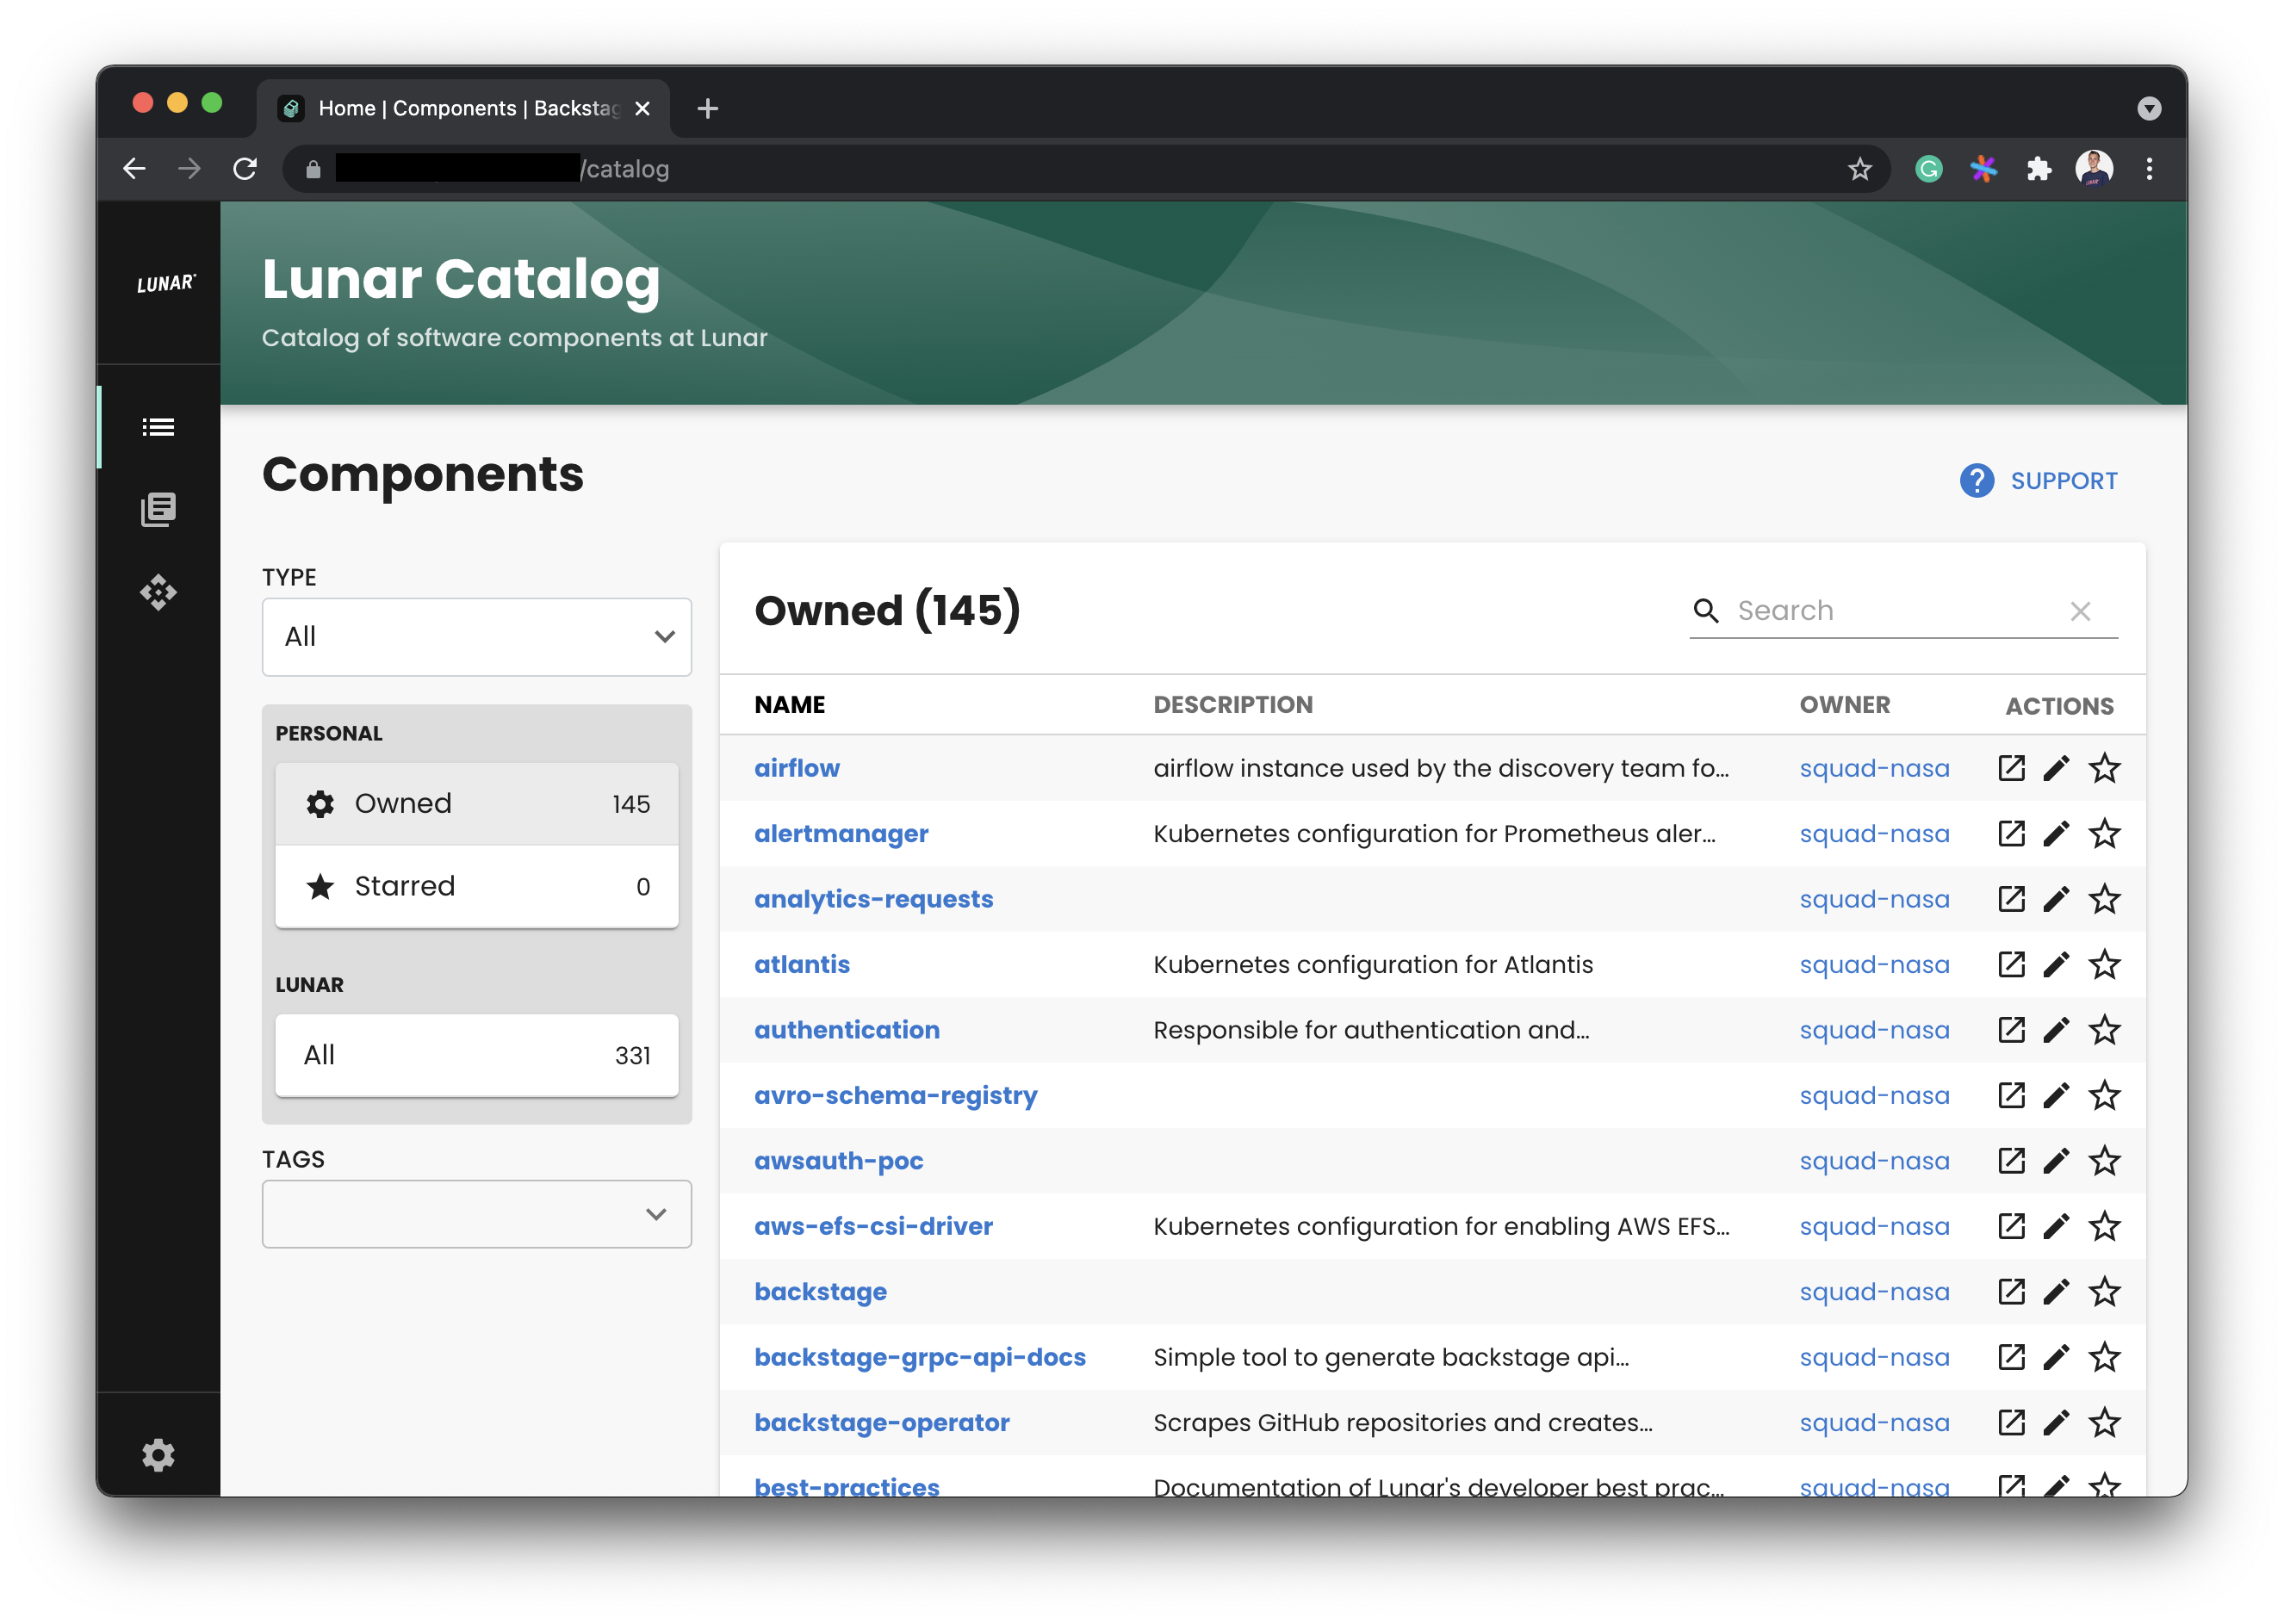 Home | Components | Backstag
/catalog
LUNAR
Lunar Catalog
Catalog of software components at Lunar
Components
SUPPORT
TYPE
All
PERSONAL
Owned 145
Starred 0
LUNAR
All 331
TAGS
Owned (145)
Search
NAME DESCRIPTION OWNER ACTIONS
airflow airflow instance used by the discovery team fo... squad-nasa
alertmanager Kubernetes configuration for Prometheus aler... squad-nasa
analytics-requests squad-nasa
atlantis Kubernetes configuration for Atlantis squad-nasa
authentication Responsible for authentication and... squad-nasa
avro-schema-registry squad-nasa
awsauth-poc squad-nasa
aws-efs-csi-driver Kubernetes configuration for enabling AWS EFS... squad-nasa
backstage squad-nasa
backstage-grpc-api-docs Simple tool to generate backstage api... squad-nasa
backstage-operator Scrapes GitHub repositories and creates... squad-nasa
best-practices Documentation of Lunar's developer best prac... squad-nasa